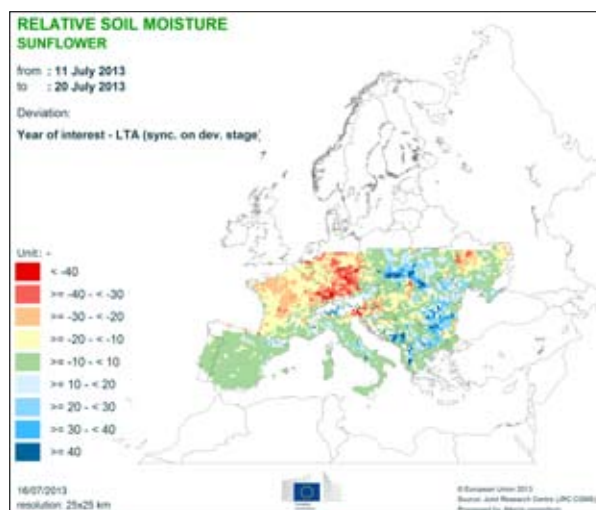 RELATIVE SOIL MOISTURE
SUNFLOWER
from : 11 July 2013
to : 20 July 2013
Deviation:
Year of interest - LTA (sync. on dev. stage)
Unit: -
< -40
>= -40 - < -30
>= -30 - < -20
>= -20 - < -10
>= -10 - < 10
>= 10 - < 20
>= 20 - < 30
>= 30 - < 40
>= 40
16/07/2013
resolution: 25x25 km
© European Union 2013
Source: Joint Research Centre (JRC